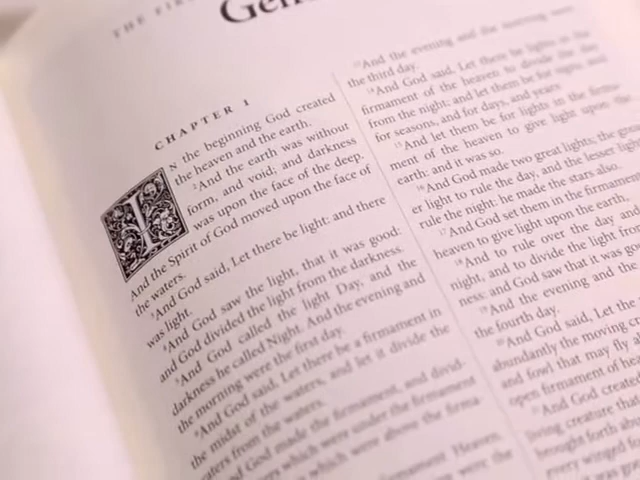 THE FIRST
Gen
CHAPTER 1
IN the beginning God created
the heaven and the earth.
2And the earth was without
form, and void; and darkness
was upon the face of the deep.
And the Spirit of God moved upon the face of
the waters.
3And God said, Let there be light: and there
was light.
4And God saw the light, that it was good:
and God divided the light from the darkness.
5And God called the light Day, and the
darkness he called Night. And the evening and
the morning were the first day.
6And God said, Let there be a firmament in
the midst of the waters, and let it divide the
waters from the waters.
God made the firmament, and divid-
waters which were under the firmament
which were above the firma-
firmament Heaven.
were the
13And the evening and the morning were
the third day.
14And God said, Let there be lights in the
firmament of the heaven to divide the day
from the night; and let them be for signs, and
for seasons, and for days, and years:
15And let them be for lights in the firma-
ment of the heaven to give light upon the
earth: and it was so.
16And God made two great lights; the great-
er light to rule the day, and the lesser light
rule the night: he made the stars also.
17And God set them in the firmament
heaven to give light upon the earth,
18And to rule over the day and
night, and to divide the light from
ness: and God saw that it was go
19And the evening and the
the fourth day.
20And God said, Let the
abundantly the moving
and fowl that may fly a
open firmament of hea
21And God created
living creature that
brought forth abu
every winged fo